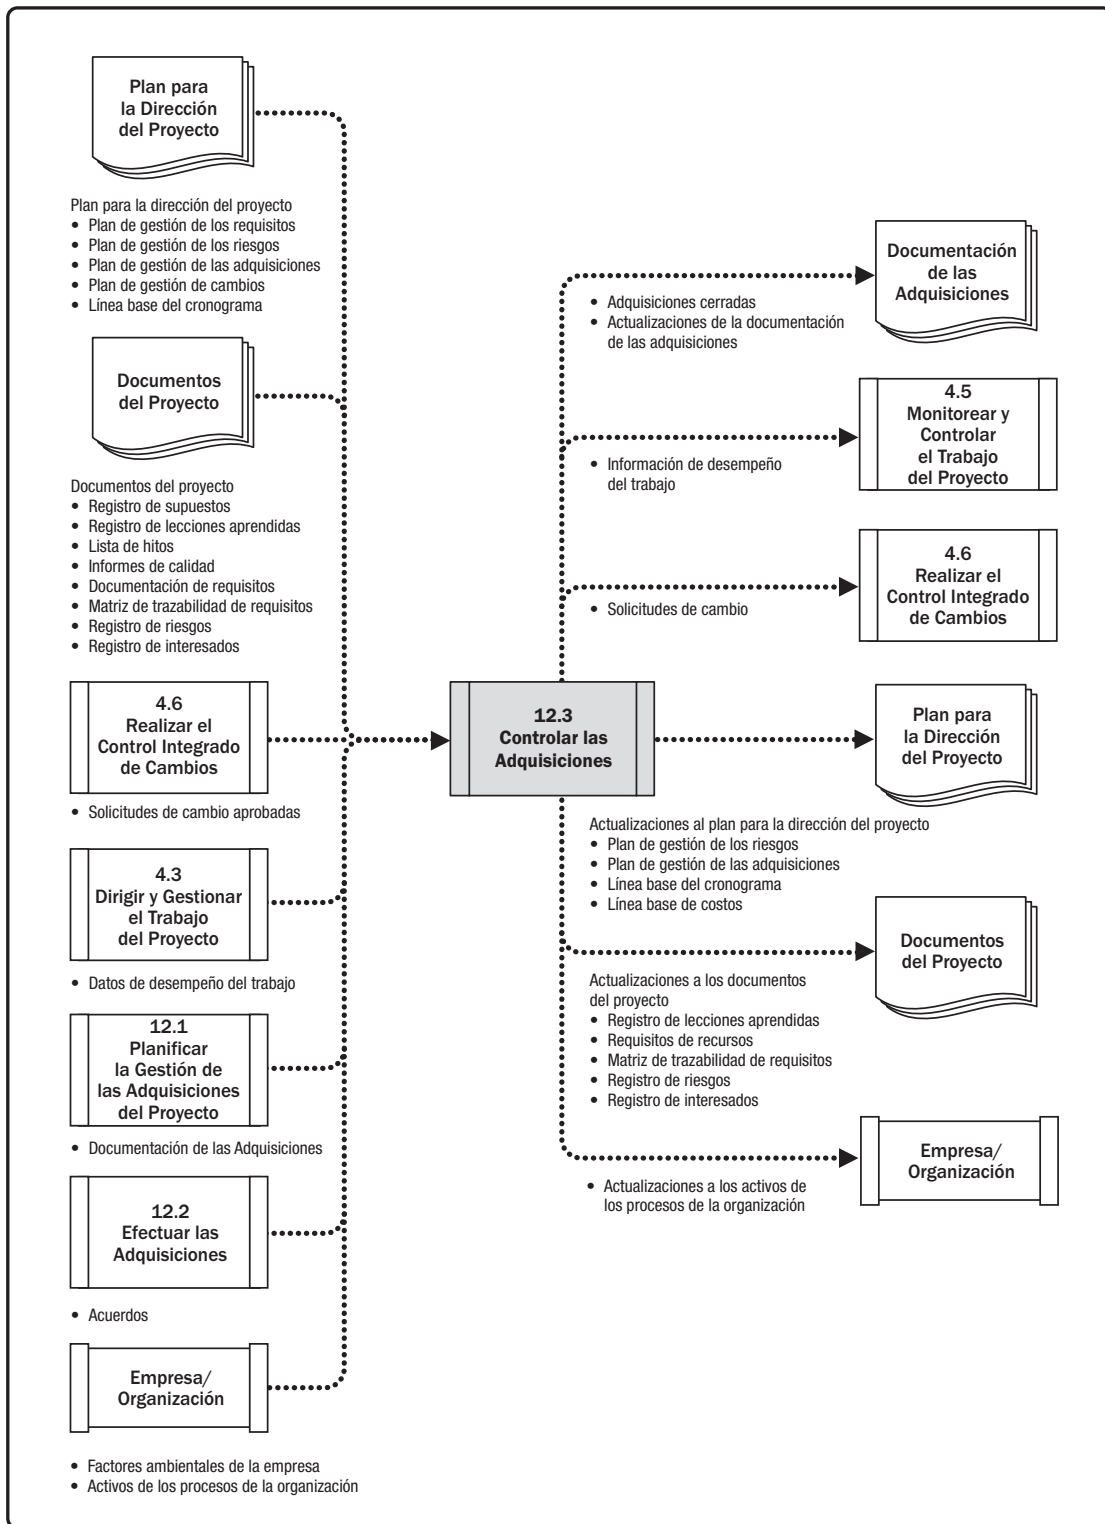 Plan para
la Dirección
del Proyecto
Plan para la dirección del proyecto
• Plan de gestión de los requisitos
• Plan de gestión de los riesgos
• Plan de gestión de las adquisiciones
• Plan de gestión de cambios
• Línea base del cronograma
Documentos
del Proyecto
Documentos del proyecto
• Registro de supuestos
• Registro de lecciones aprendidas
• Lista de hitos
• Informes de calidad
• Documentación de requisitos
• Matriz de trazabilidad de requisitos
• Registro de riesgos
• Registro de interesados
4.6
Realizar el
Control Integrado
de Cambios
• Solicitudes de cambio aprobadas
4.3
Dirigir y Gestionar
el Trabajo
del Proyecto
• Datos de desempeño del trabajo
12.1
Planificar
la Gestión de
las Adquisiciones
del Proyecto
• Documentación de las Adquisiciones
12.2
Efectuar las
Adquisiciones
• Acuerdos
Empresa/
Organización
• Factores ambientales de la empresa
• Activos de los procesos de la organización
12.3
Controlar las
Adquisiciones
Documentación
de las
Adquisiciones
• Adquisiciones cerradas
• Actualizaciones de la documentación
de las adquisiciones
4.5
Monitorear y
Controlar
el Trabajo
del Proyecto
• Información de desempeño
del trabajo
4.6
Realizar el
Control Integrado
de Cambios
• Solicitudes de cambio
Plan para
la Dirección
del Proyecto
Actualizaciones al plan para la dirección del proyecto
• Plan de gestión de los riesgos
• Plan de gestión de las adquisiciones
• Línea base del cronograma
• Línea base de costos
Documentos
del Proyecto
Actualizaciones a los documentos
del proyecto
• Registro de lecciones aprendidas
• Requisitos de recursos
• Matriz de trazabilidad de requisitos
• Registro de riesgos
• Registro de interesados
Empresa/
Organización
• Actualizaciones a los activos de
los procesos de la organización